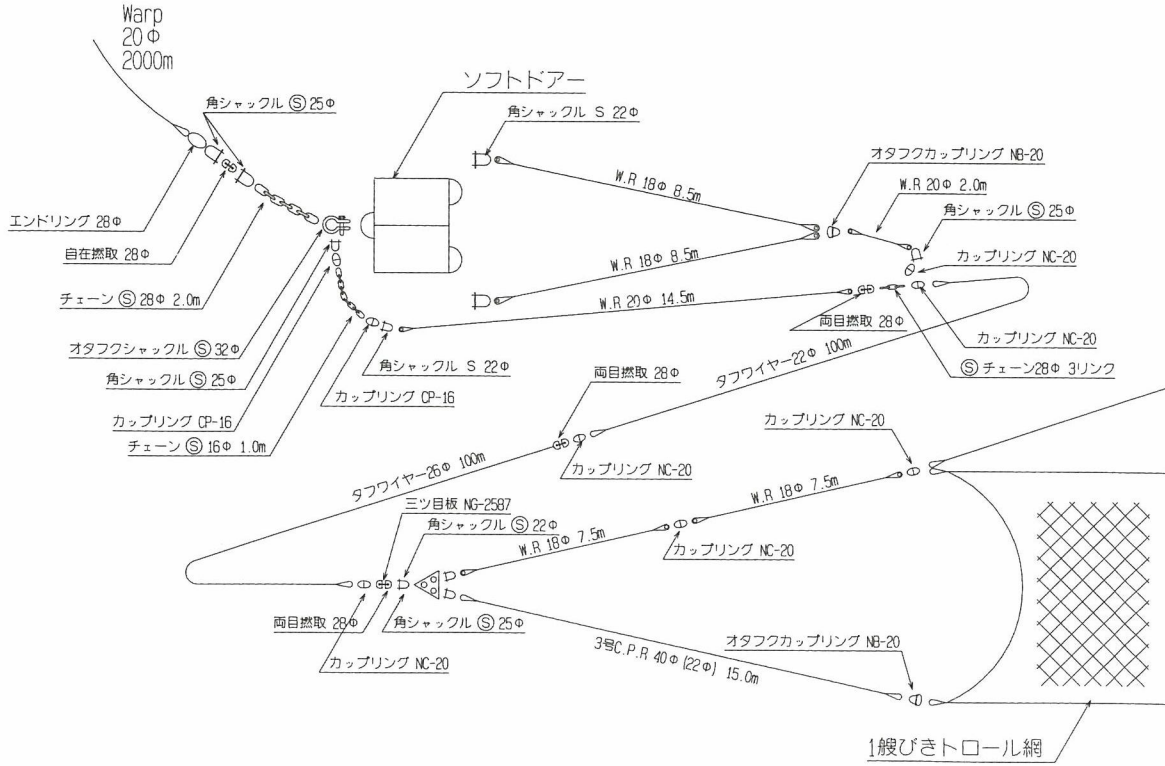 Warp
20Φ
2000m
ソフトドアー
角シャックル Ⓢ 25Φ
角シャックル S 22Φ
オタフクカップリング NB-20
W.R 20Φ 2.0m
W.R 18Φ 8.5m
角シャックル Ⓢ 25Φ
エンドリング 28Φ
自在撚取 28Φ
カップリング NC-20
W.R 18Φ 8.5m
チェーン Ⓢ 28Φ 2.0m
W.R 20Φ 14.5m
両目撚取 28Φ
カップリング NC-20
オタフクシャックル Ⓢ 32Φ
角シャックル S 22Φ
タフワイヤー22Φ 100m
Ⓢ チェーン28Φ 3リンク
角シャックル Ⓢ 25Φ
両目撚取 28Φ
カップリング CP-16
カップリング CP-16
カップリング NC-20
チェーン Ⓢ 16Φ 1.0m
カップリング NC-20
タフワイヤー26Φ 100m
W.R 18Φ 7.5m
三ツ目板 NG-2587
角シャックル Ⓢ 22Φ
W.R 18Φ 7.5m
カップリング NC-20
両目撚取 28Φ
角シャックル Ⓢ 25Φ
カップリング NC-20
3号C.P.R 40Φ (22Φ) 15.0m
オタフクカップリング NB-20
1艘びきトロール網